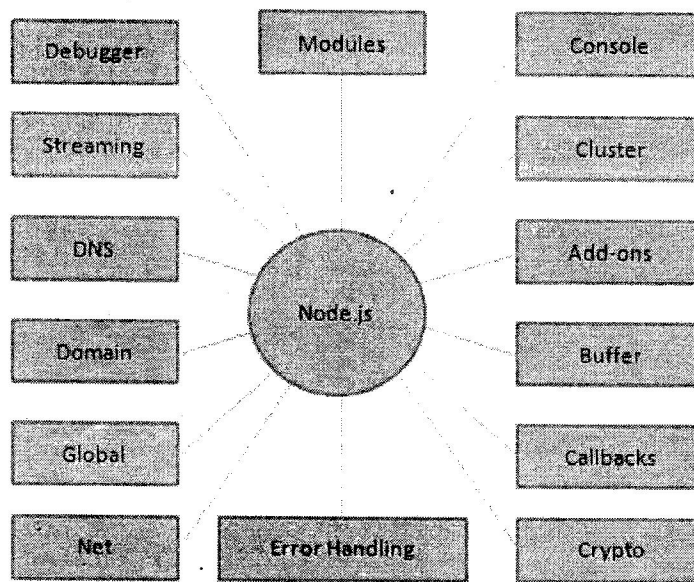 Debugger
Modules
Console
Streaming
Cluster
DNS
Add-ons
Node.js
Domain
Buffer
Global
Callbacks
Net
Error Handling
Crypto